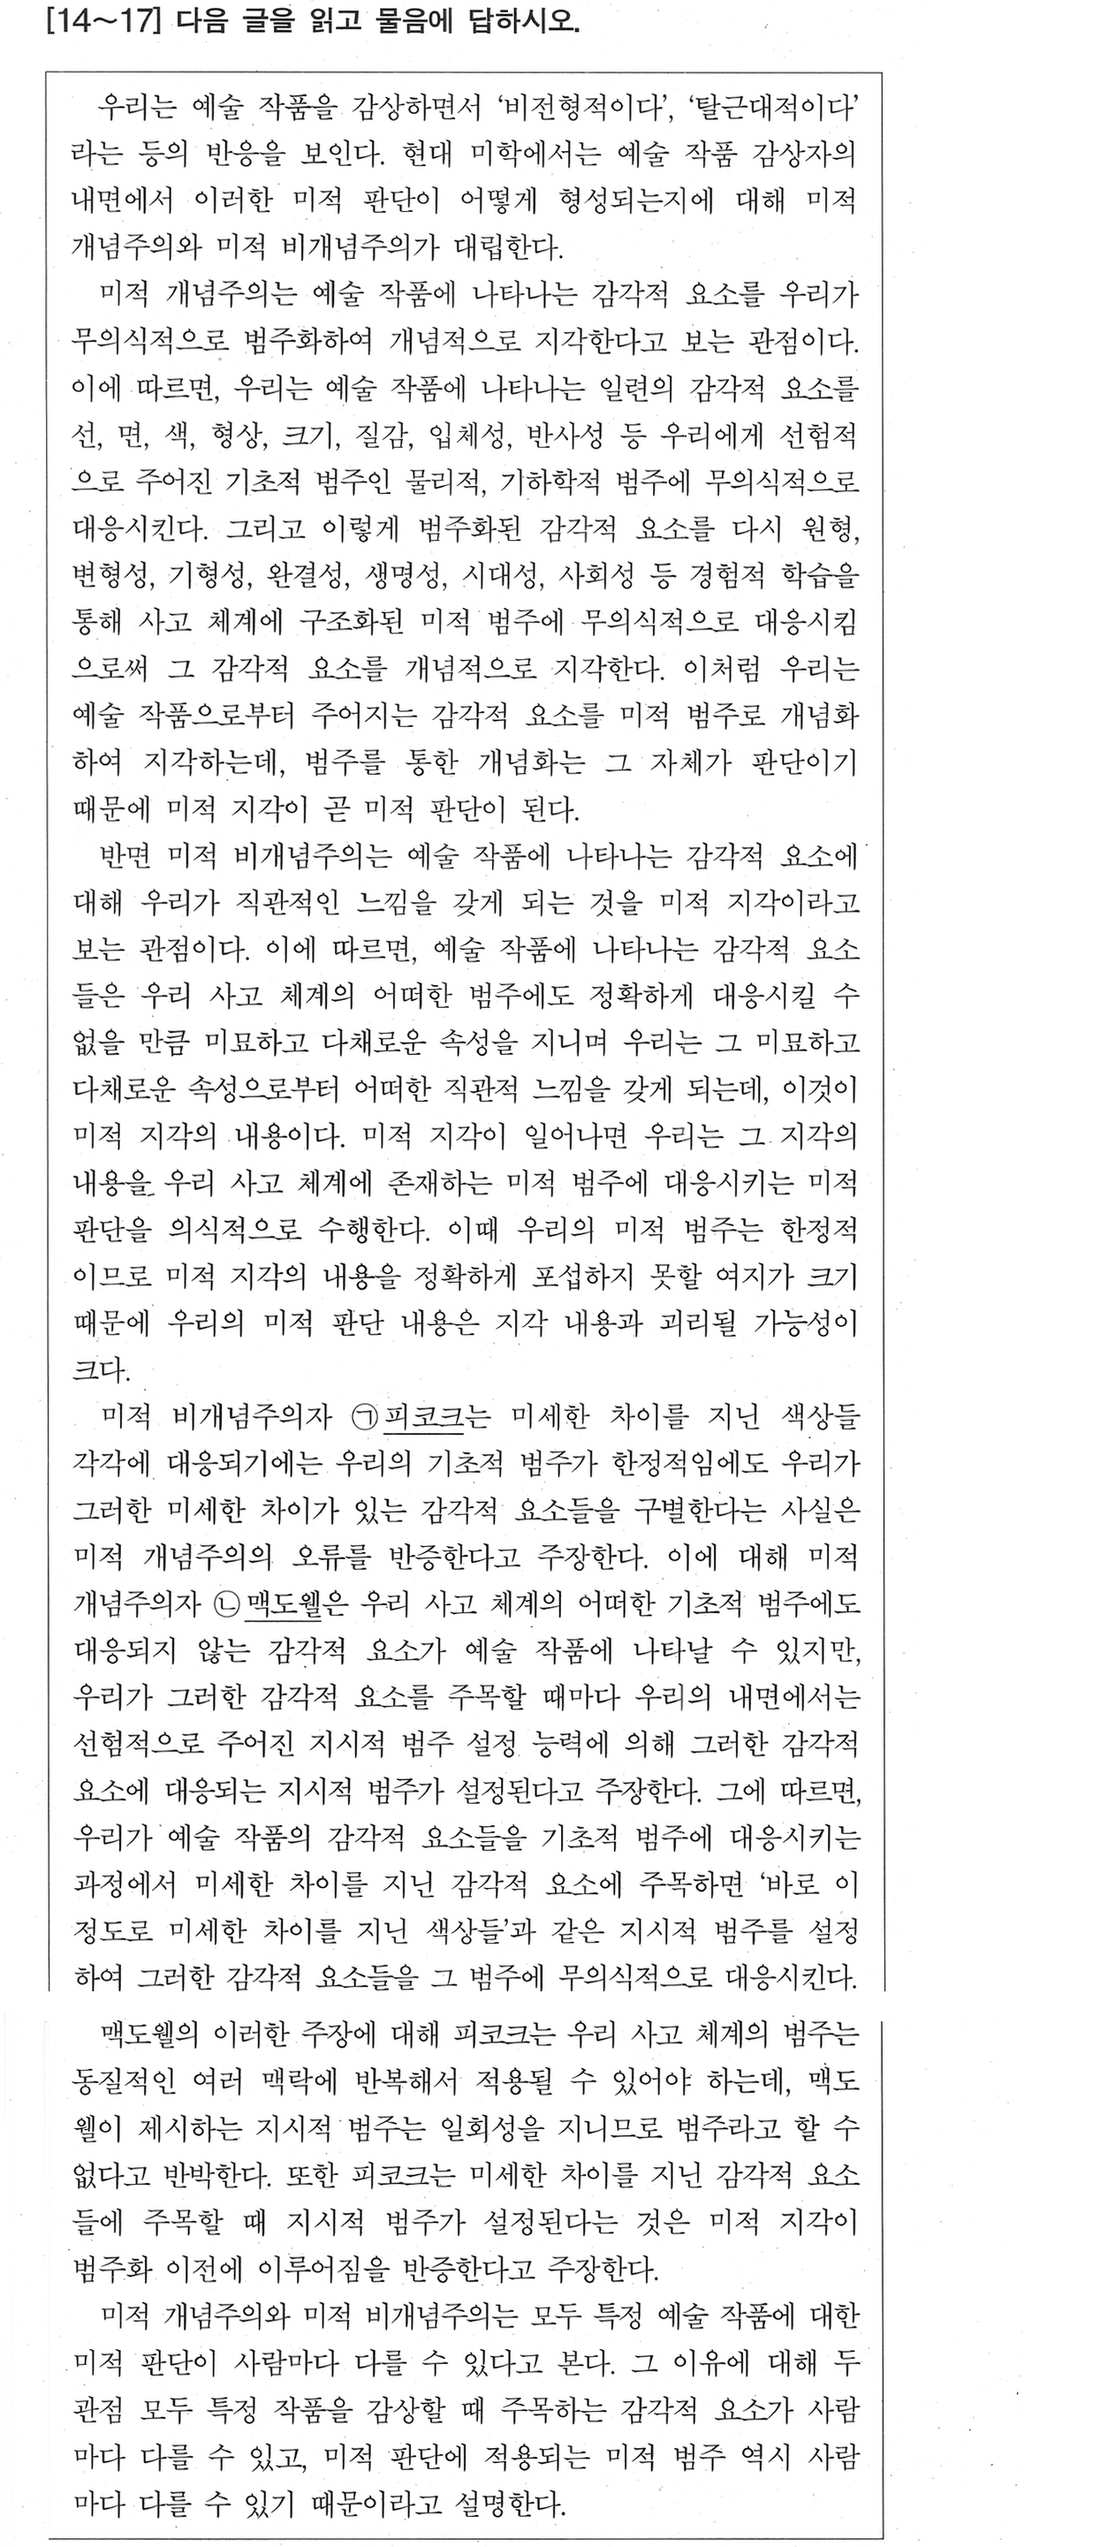 [14~17] 다음 글을 읽고 물음에 답하시오.
우리는 예술 작품을 감상하면서 ‘비전형적이다’, ‘탈근대적이다’
라는 등의 반응을 보인다. 현대 미학에서는 예술 작품 감상자의
내면에서 이러한 미적 판단이 어떻게 형성되는지에 대해 미적
개념주의와 미적 비개념주의가 대립한다.
미적 개념주의는 예술 작품에 나타나는 감각적 요소를 우리가
무의식적으로 범주화하여 개념적으로 지각한다고 보는 관점이다.
이에 따르면, 우리는 예술 작품에 나타나는 일련의 감각적 요소를
선, 면, 색, 형상, 크기, 질감, 입체성, 반사성 등 우리에게 선험적
으로 주어진 기초적 범주인 물리적, 기하학적 범주에 무의식적으로
대응시킨다. 그리고 이렇게 범주화된 감각적 요소를 다시 원형,
변형성, 기형성, 완결성, 생명성, 시대성, 사회성 등 경험적 학습을
통해 사고 체계에 구조화된 미적 범주에 무의식적으로 대응시킴
으로써 그 감각적 요소를 개념적으로 지각한다. 이처럼 우리는
예술 작품으로부터 주어지는 감각적 요소를 미적 범주로 개념화
하여 지각하는데, 범주를 통한 개념화는 그 자체가 판단이기
때문에 미적 지각이 곧 미적 판단이 된다.
반면 미적 비개념주의는 예술 작품에 나타나는 감각적 요소에
대해 우리가 직관적인 느낌을 갖게 되는 것을 미적 지각이라고
보는 관점이다. 이에 따르면, 예술 작품에 나타나는 감각적 요소
들은 우리 사고 체계의 어떠한 범주에도 정확하게 대응시킬 수
없을 만큼 미묘하고 다채로운 속성을 지니며 우리는 그 미묘하고
다채로운 속성으로부터 어떠한 직관적 느낌을 갖게 되는데, 이것이
미적 지각의 내용이다. 미적 지각이 일어나면 우리는 그 지각의
내용을 우리 사고 체계에 존재하는 미적 범주에 대응시키는 미적
판단을 의식적으로 수행한다. 이때 우리의 미적 범주는 한정적
이므로 미적 지각의 내용을 정확하게 포섭하지 못할 여지가 크기
때문에 우리의 미적 판단 내용은 지각 내용과 괴리될 가능성이
크다.
미적 비개념주의자 ㉠피코크는 미세한 차이를 지닌 색상들
각각에 대응되기에는 우리의 기초적 범주가 한정적임에도 우리가
그러한 미세한 차이가 있는 감각적 요소들을 구별한다는 사실은
미적 개념주의의 오류를 반증한다고 주장한다. 이에 대해 미적
개념주의자 ㉡맥도웰은 우리 사고 체계의 어떠한 기초적 범주에도
대응되지 않는 감각적 요소가 예술 작품에 나타날 수 있지만,
우리가 그러한 감각적 요소를 주목할 때마다 우리의 내면에서는
선험적으로 주어진 지시적 범주 설정 능력에 의해 그러한 감각적
요소에 대응되는 지시적 범주가 설정된다고 주장한다. 그에 따르면,
우리가 예술 작품의 감각적 요소들을 기초적 범주에 대응시키는
과정에서 미세한 차이를 지닌 감각적 요소에 주목하면 ‘바로 이
정도로 미세한 차이를 지닌 색상들’과 같은 지시적 범주를 설정
하여 그러한 감각적 요소들을 그 범주에 무의식적으로 대응시킨다.
맥도웰의 이러한 주장에 대해 피코크는 우리 사고 체계의 범주는
동질적인 여러 맥락에 반복해서 적용될 수 있어야 하는데, 맥도
웰이 제시하는 지시적 범주는 일회성을 지니므로 범주라고 할 수
없다고 반박한다. 또한 피코크는 미세한 차이를 지닌 감각적 요소
들에 주목할 때 지시적 범주가 설정된다는 것은 미적 지각이
범주화 이전에 이루어짐을 반증한다고 주장한다.
미적 개념주의와 미적 비개념주의는 모두 특정 예술 작품에 대한
미적 판단이 사람마다 다를 수 있다고 본다. 그 이유에 대해 두
관점 모두 특정 작품을 감상할 때 주목하는 감각적 요소가 사람
마다 다를 수 있고, 미적 판단에 적용되는 미적 범주 역시 사람
마다 다를 수 있기 때문이라고 설명한다.